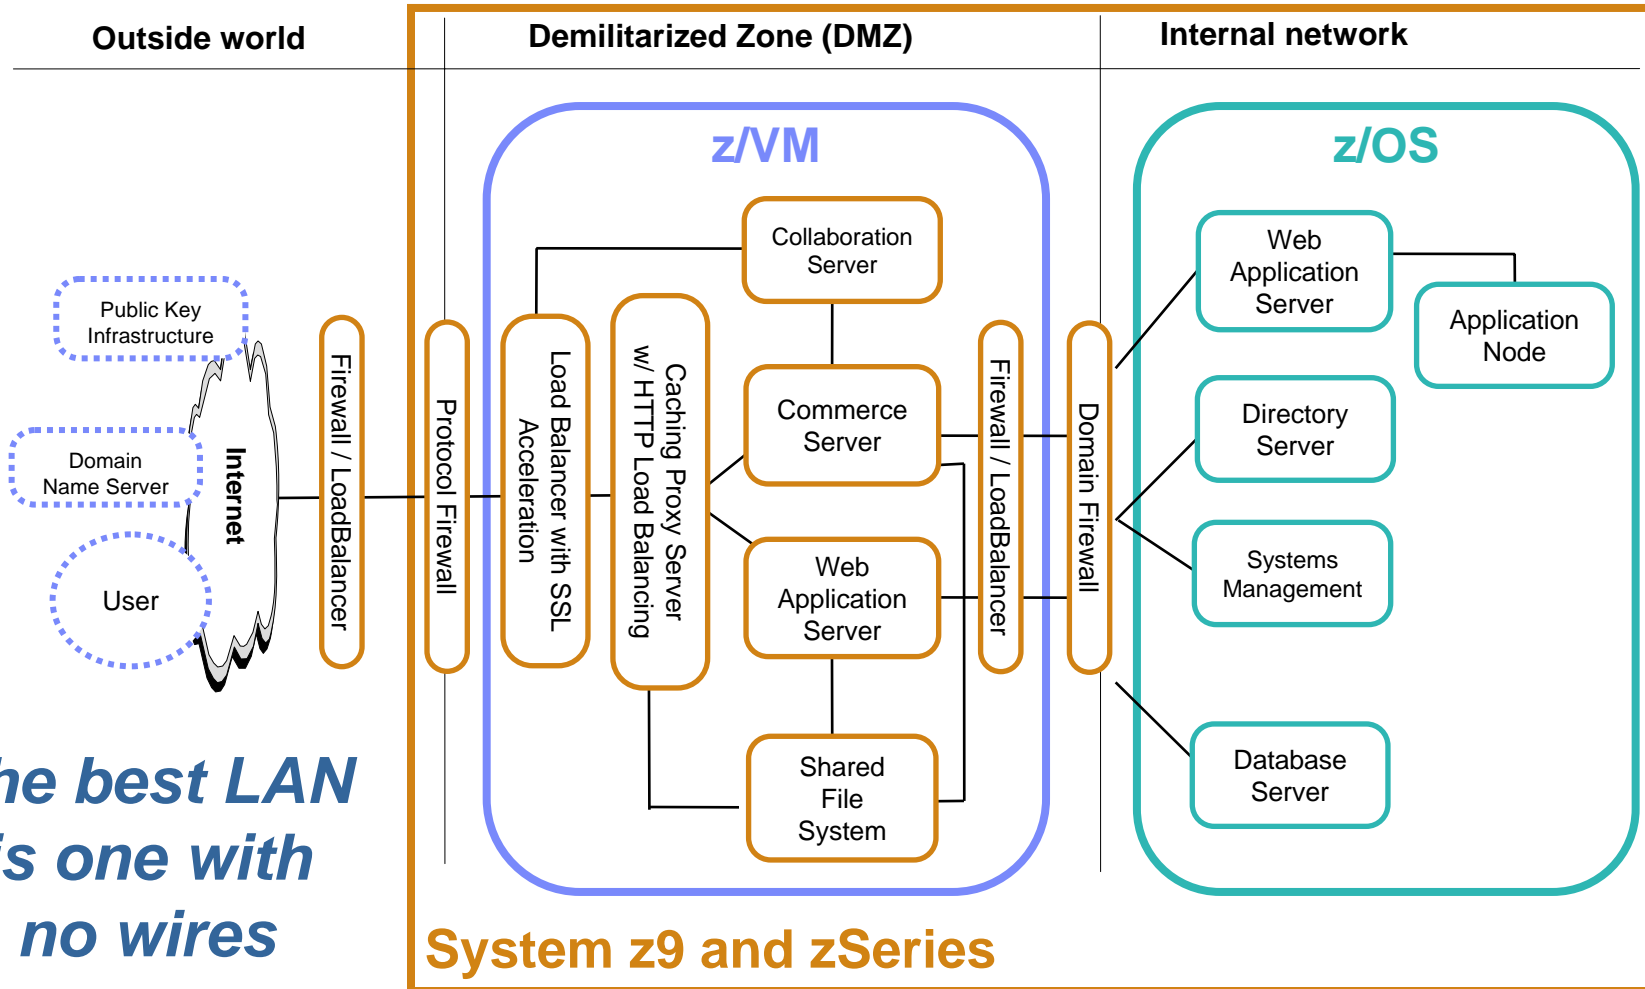 Outside world
Demilitarized Zone (DMZ)
Internal network
z/VM
z/OS
Public Key
Infrastructure
Domain
Name Server
User
Internet
Firewall / LoadBalancer
Protocol Firewall
Load Balancer with SSL
Acceleration
Caching Proxy Server
w/ HTTP Load Balancing
Collaboration
Server
Commerce
Server
Web
Application
Server
Shared
File
System
Firewall / LoadBalancer
Domain Firewall
Web
Application
Server
Application
Node
Directory
Server
Systems
Management
Database
Server
he best LAN
is one with
no wires
System z9 and zSeries